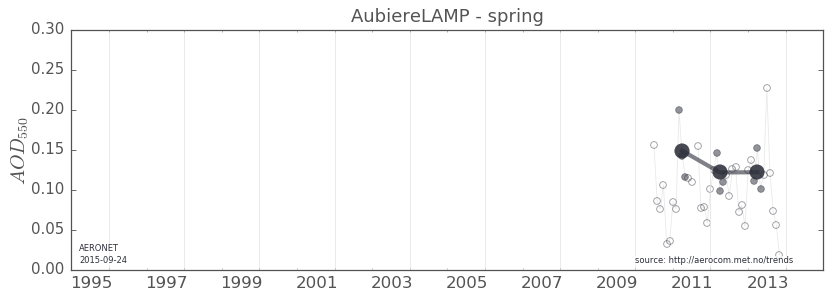 AubiereLAMP - spring
0.30
0.25
0.20
0.15
0.10
0.05
0.00
AOD550
AERONET
2015-09-24
source: http://aerocom.met.no/trends
1995 1997 1999 2001 2003 2005 2007 2009 2011 2013